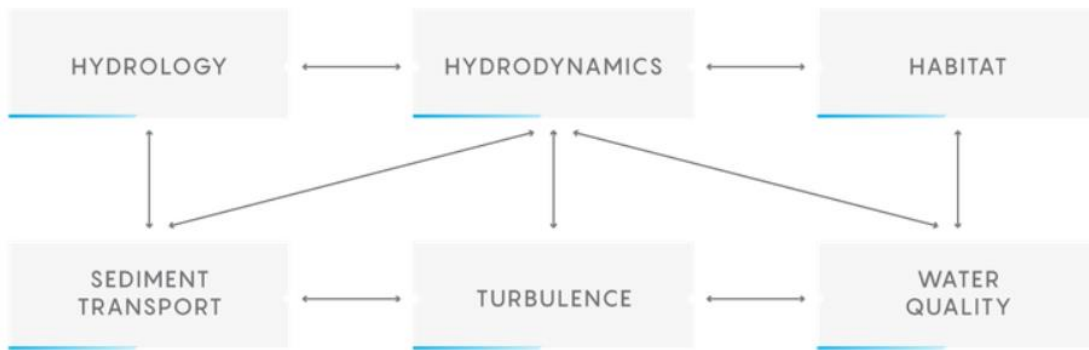 HYDROLOGY
HYDRODYNAMICS
HABITAT
SEDIMENT
TRANSPORT
TURBULENCE
WATER
QUALITY